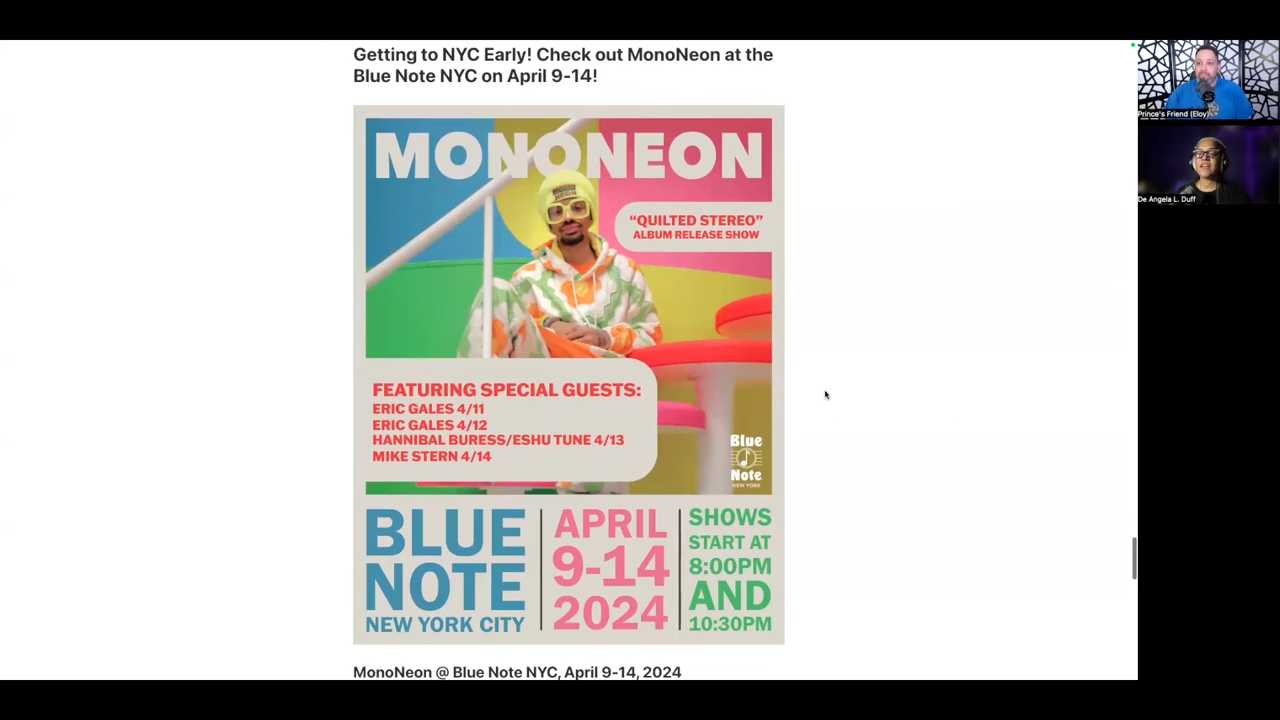 Getting to NYC Early! Check out MonoNeon at the
Blue Note NYC on April 9-14!
MONONEON
MONO
NEON
“QUILTED STEREO”
ALBUM RELEASE SHOW
FEATURING SPECIAL GUESTS:
ERIC GALES 4/11
ERIC GALES 4/12
HANNIBAL BURESS/ESHU TUNE 4/13
MIKE STERN 4/14
Blue
Note
NEW YORK
BLUE
NOTE
NEW YORK CITY
APRIL
9-14
2024
SHOWS
START AT
8:00PM
AND
10:30PM
MonoNeon @ Blue Note NYC, April 9-14, 2024
Prince's Friend (Eloy)
De Angela L. Duff